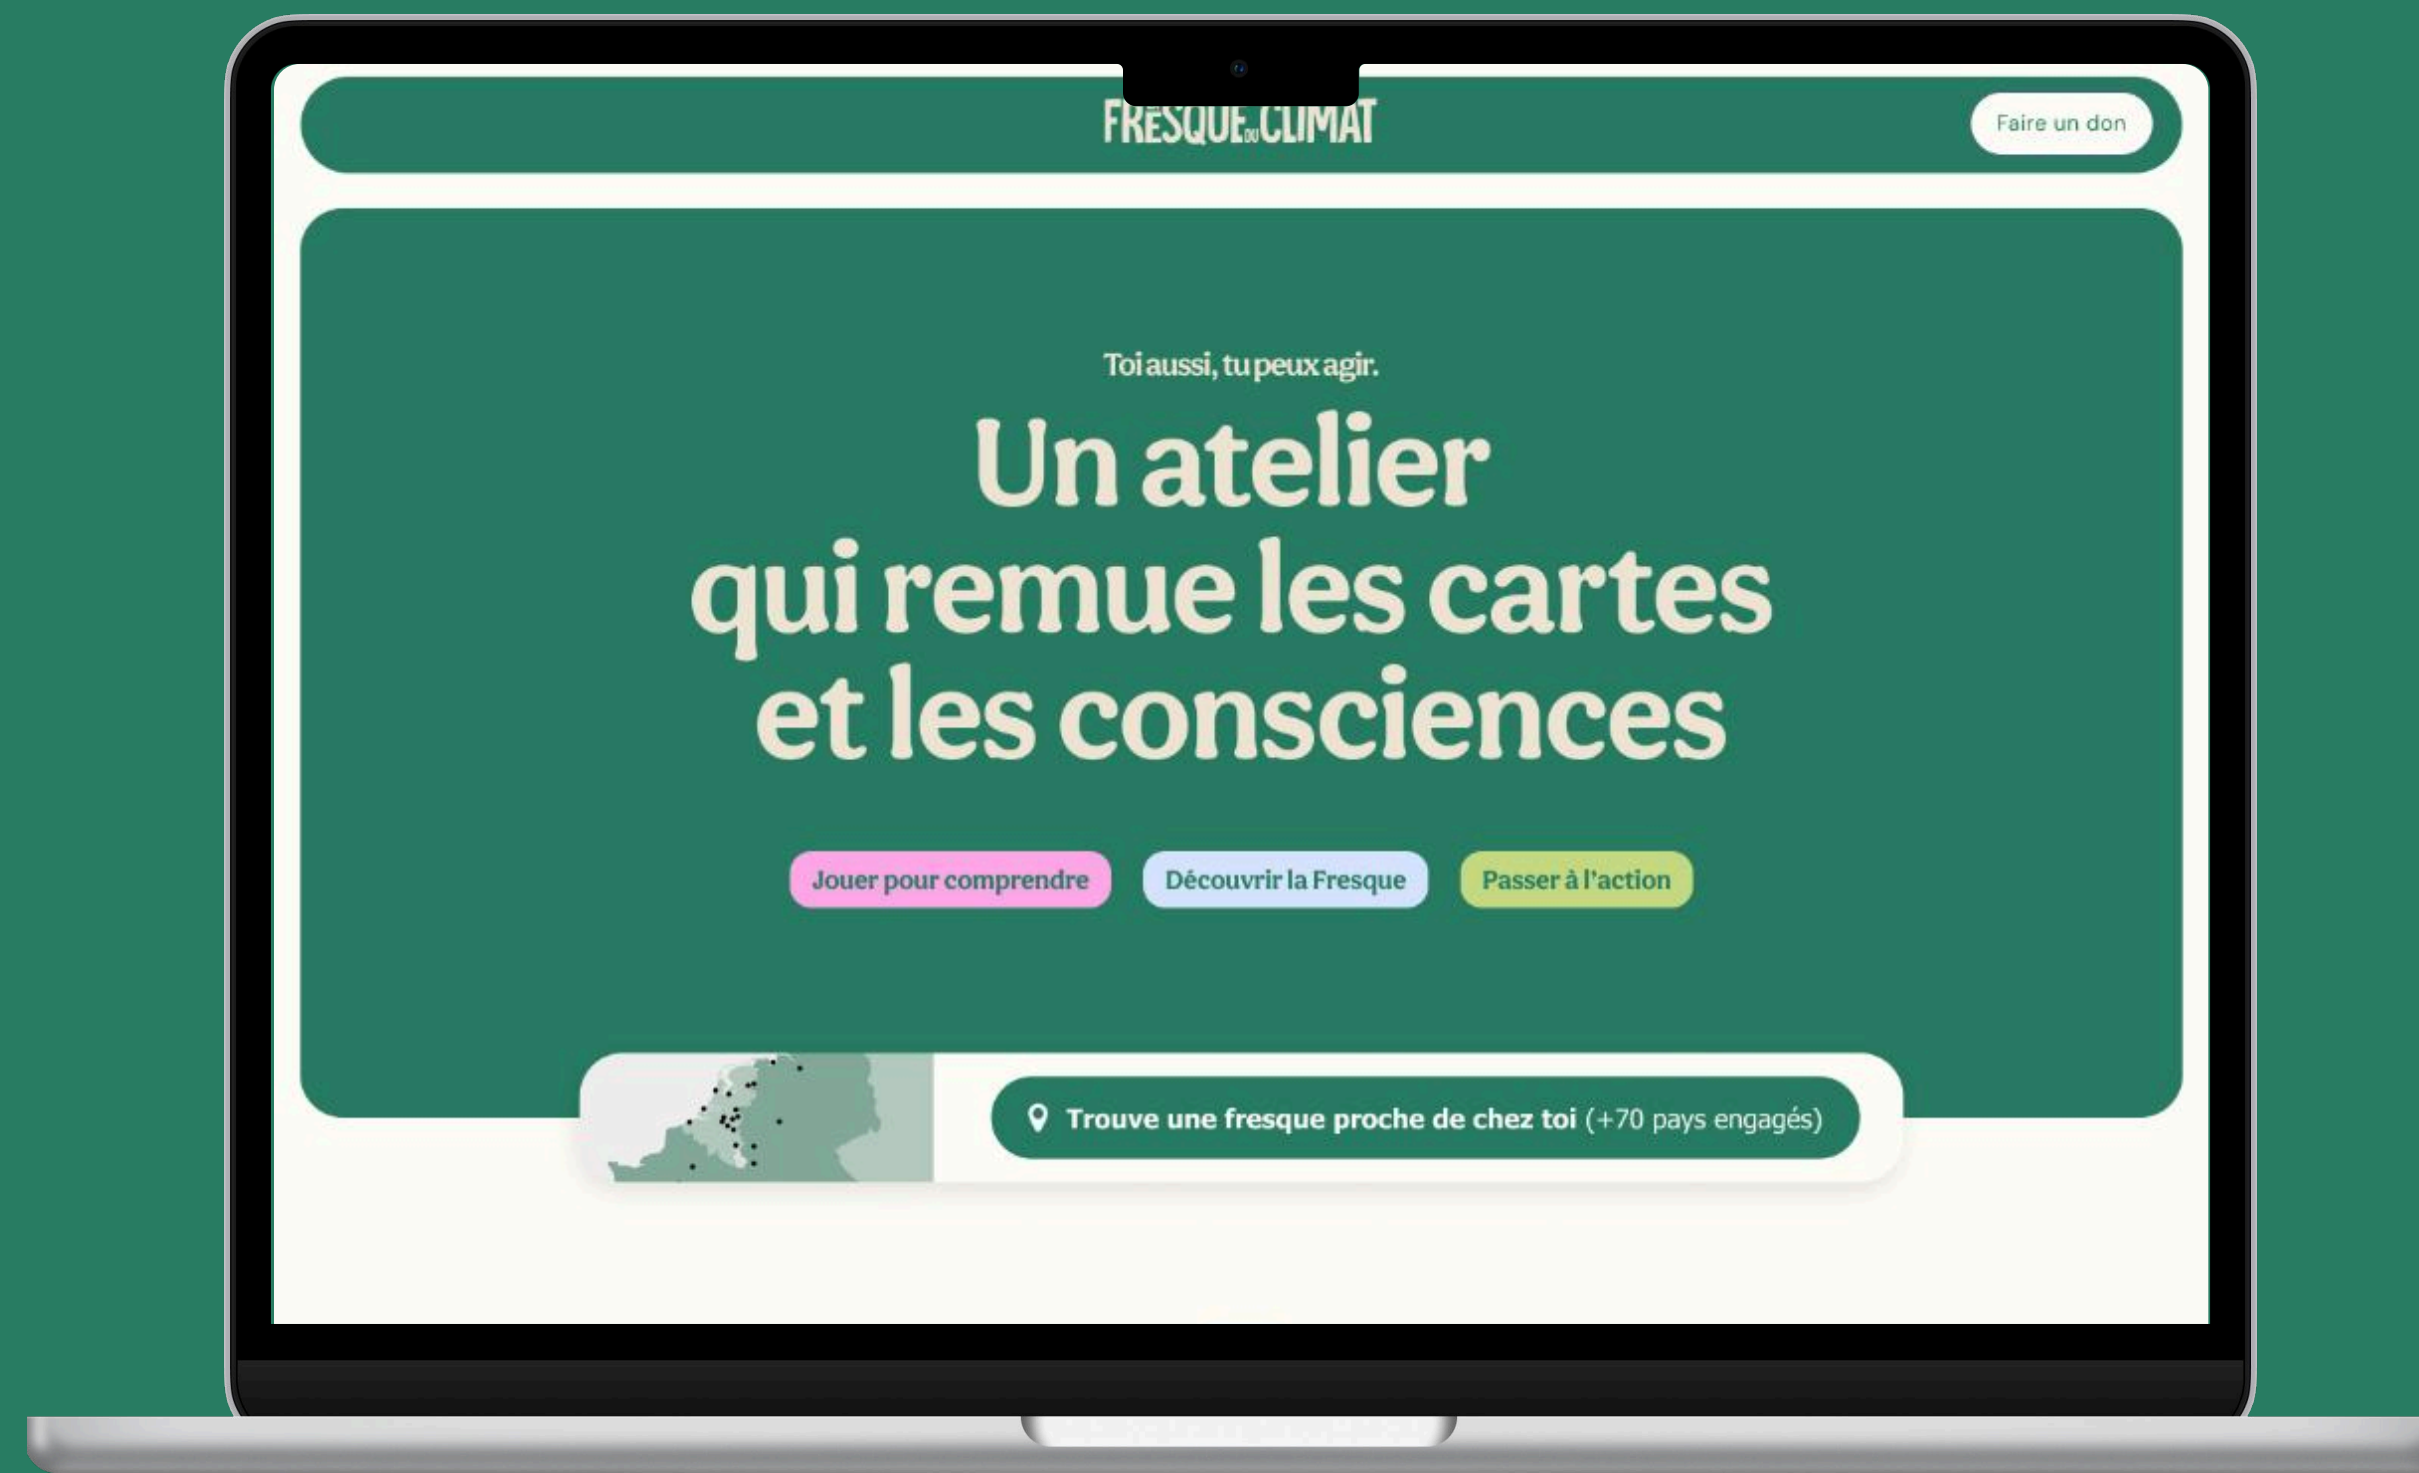 FRESQUE DU CLIMAT
Faire un don
Toi aussi, tu peux agir.
Un atelier
qui remue les cartes
et les consciences
Jouer pour comprendre
Découvrir la Fresque
Passer à l'action
Trouve une fresque proche de chez toi (+70 pays engagés)